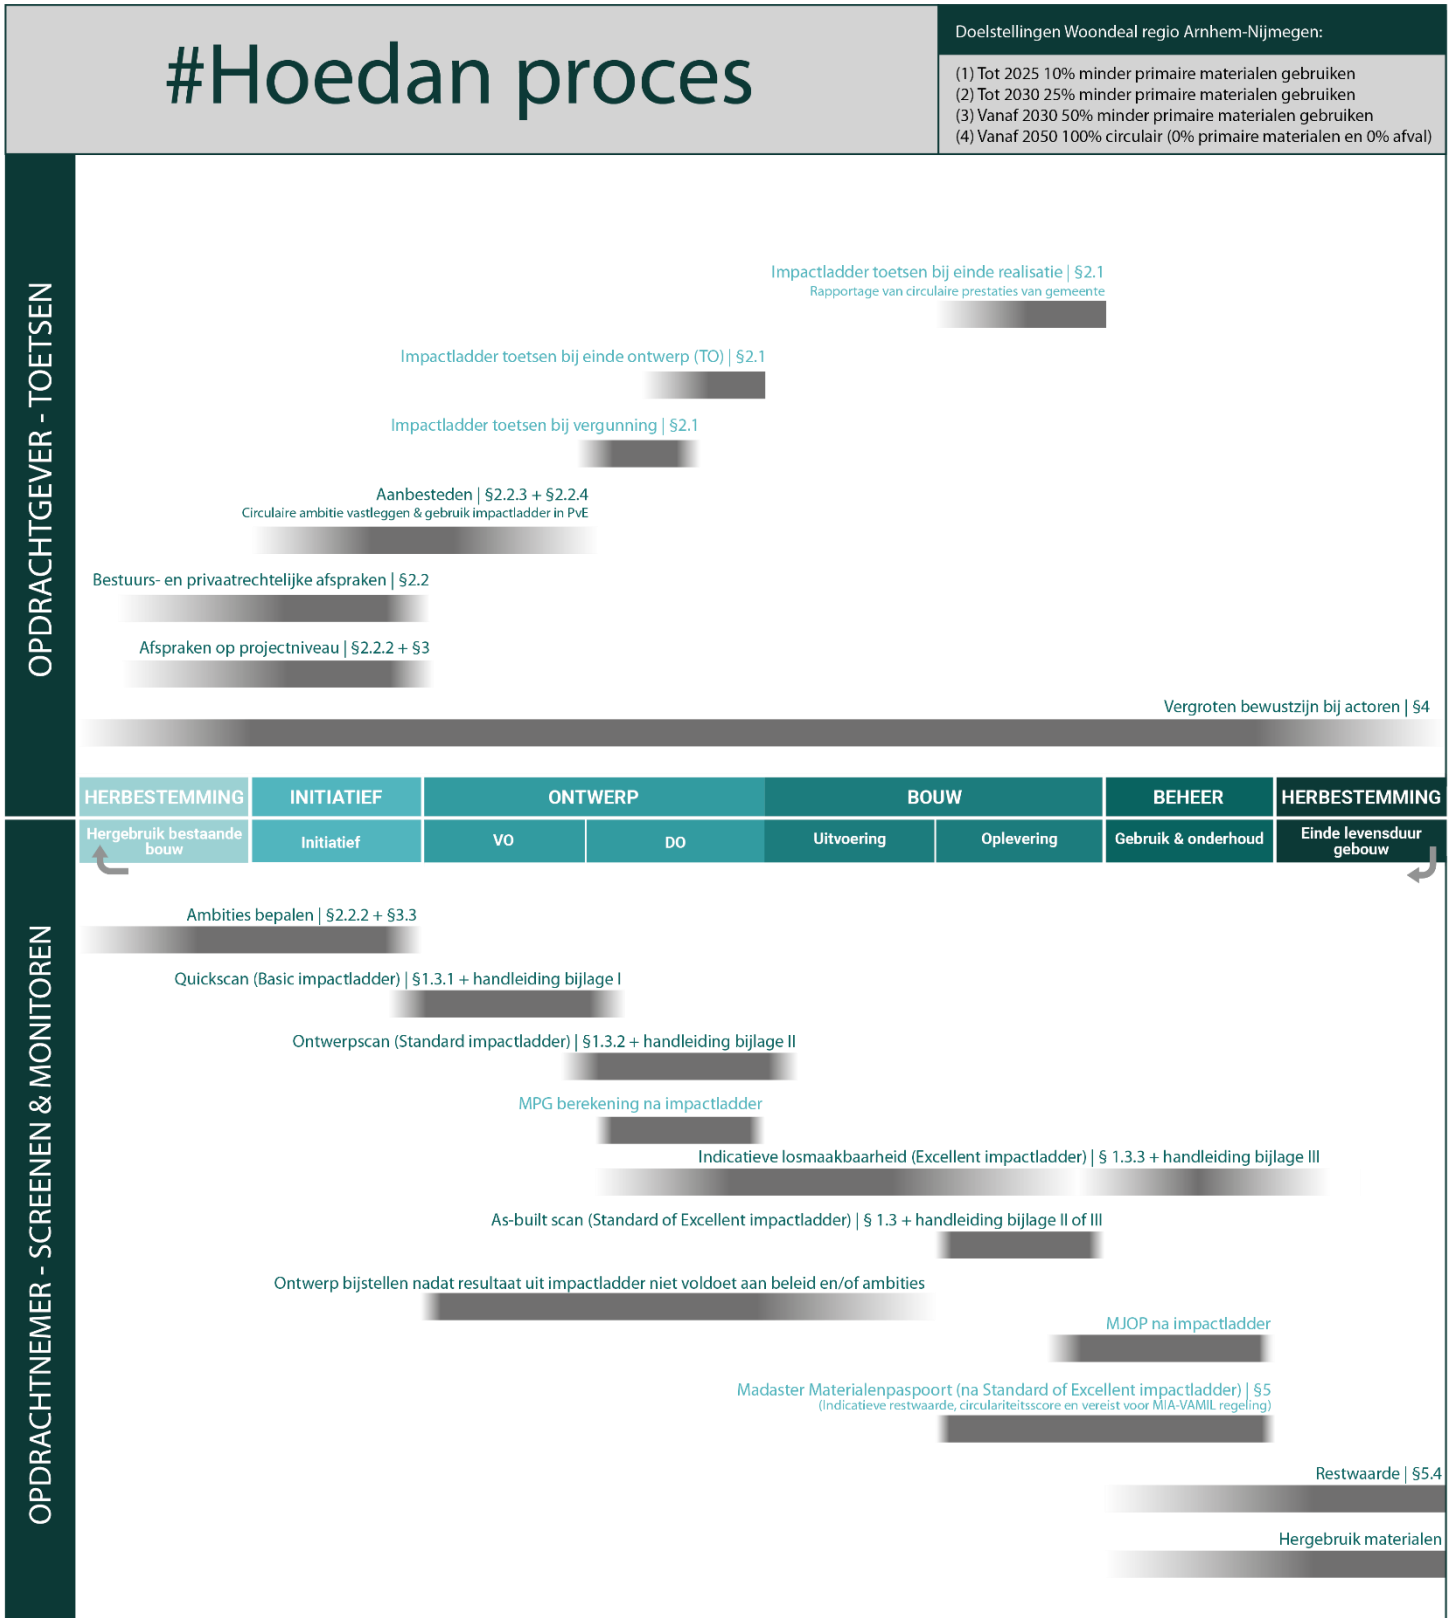 #Hoedan proces
Doelstellingen Woondeal regio Arnhem-Nijmegen:
(1) Tot 2025 10% minder primaire materialen gebruiken
(2) Tot 2030 25% minder primaire materialen gebruiken
(3) Vanaf 2030 50% minder primaire materialen gebruiken
(4) Vanaf 2050 100% circulair (0% primaire materialen en 0% afval)
OPDRACHTGEVER - TOETSEN
Impactladder toetsen bij einde realisatie | §2.1
Rapportage van circulaire prestaties van gemeente
Impactladder toetsen bij einde ontwerp (TO) | §2.1
Impactladder toetsen bij vergunning | §2.1
Aanbesteden | §2.2.3 + §2.2.4
Circulaire ambitie vastleggen & gebruik impactladder in PvE
Bestuurs- en privaatrechtelijke afspraken | §2.2
Afspraken op projectniveau | §2.2.2 + §3
Vergroten bewustzijn bij actoren | §4
HERBESTEMMING
INITIATIEF
ONTWERP
BOUW
BEHEER
HERBESTEMMING
Hergebruik bestaande
bouw
Initiatief
VO
DO
Uitvoering
Oplevering
Gebruik & onderhoud
Einde levensduur
gebouw
OPDRACHTNEMER - SCREENEN & MONITOREN
Ambities bepalen | §2.2.2 + §3.3
Quickscan (Basic impactladder) | §1.3.1 + handleiding bijlage I
Ontwerpscan (Standard impactladder) | §1.3.2 + handleiding bijlage II
MPG berekening na impactladder
Indicatieve losmaakbaarheid (Excellent impactladder) | § 1.3.3 + handleiding bijlage III
As-built scan (Standard of Excellent impactladder) | § 1.3 + handleiding bijlage II of III
Ontwerp bijstellen nadat resultaat uit impactladder niet voldoet aan beleid en/of ambities
MJOP na impactladder
Madaster Materialenpaspoort (na Standard of Excellent impactladder) | §5
(Indicatieve restwaarde, circulariteitsscore en vereist voor MIA-VAMIL regeling)
Restwaarde | §5.4
Hergebruik materialen